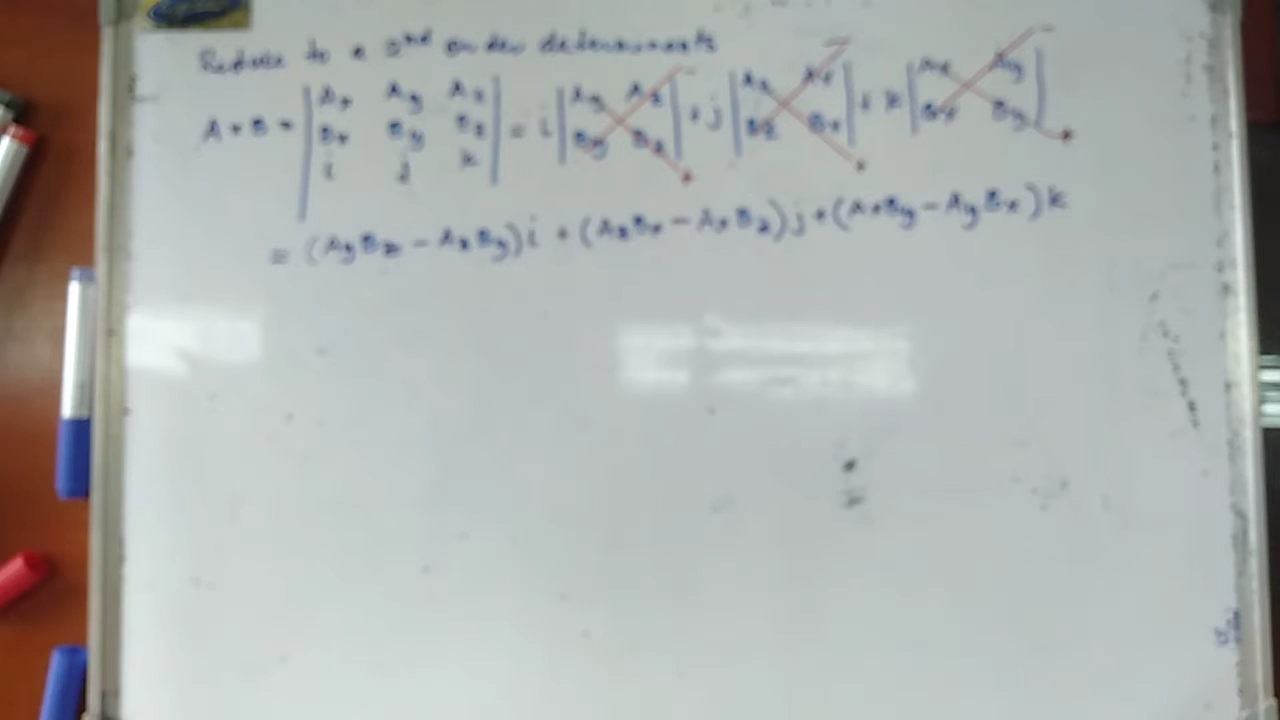 Reduce to a 2nd order determinants
A × B = | Ax Ay Az | = i | Ay Az | + j | Az Ax | + k | Ax Ay |
| Bx By Bz | | By Bz | | Bz Bx | | Bx By |
| i j k |
= (AyBz - AzBy)i + (AzBx - AxBz)j + (AxBy - AyBx)k